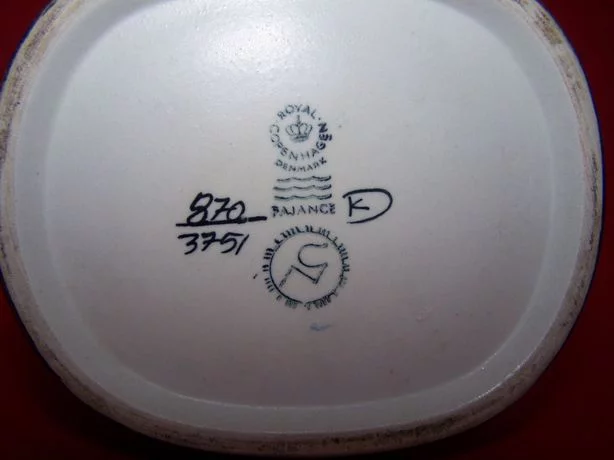 ROYAL
COPENHAGEN
DENMARK
FAJANCE
870
3751
K